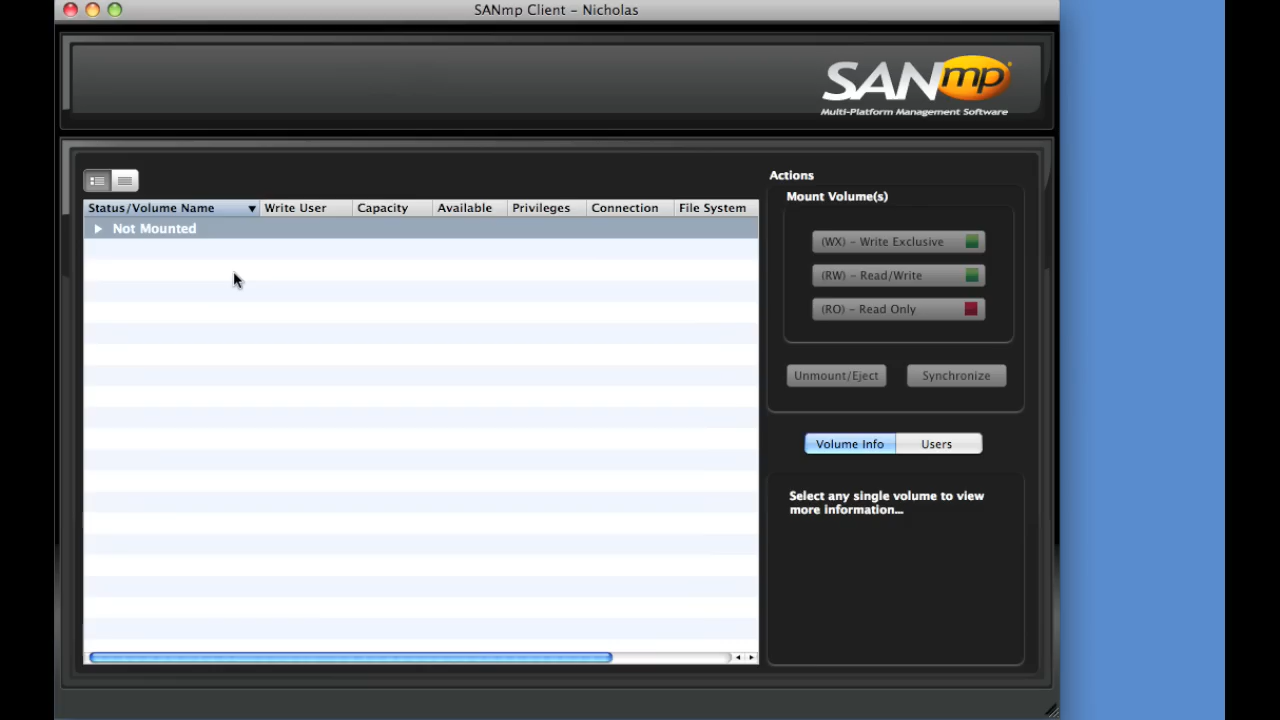 SANmp Client – Nicholas
SANmp
Multi-Platform Management Software
Status/Volume Name Write User Capacity Available Privileges Connection File System
Not Mounted
Actions
Mount Volume(s)
(WX) – Write Exclusive
(RW) – Read/Write
(RO) – Read Only
Unmount/Eject Synchronize
Volume Info Users
Select any single volume to view
more information...